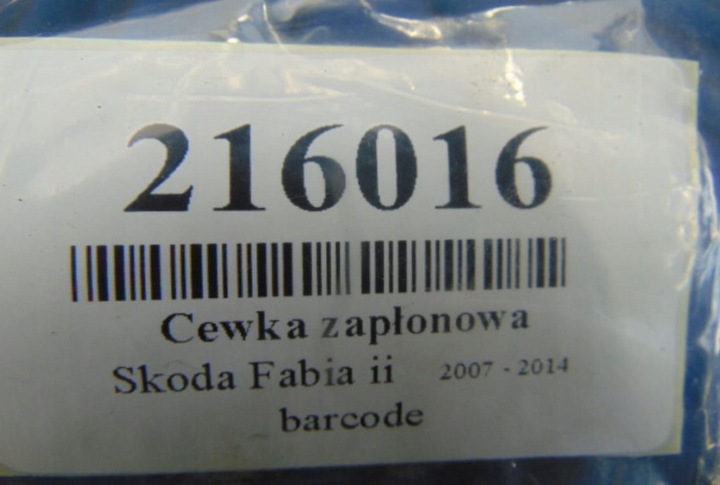 216016
Cewka zapłonowa
Skoda Fabia ii 2007 - 2014
barcode